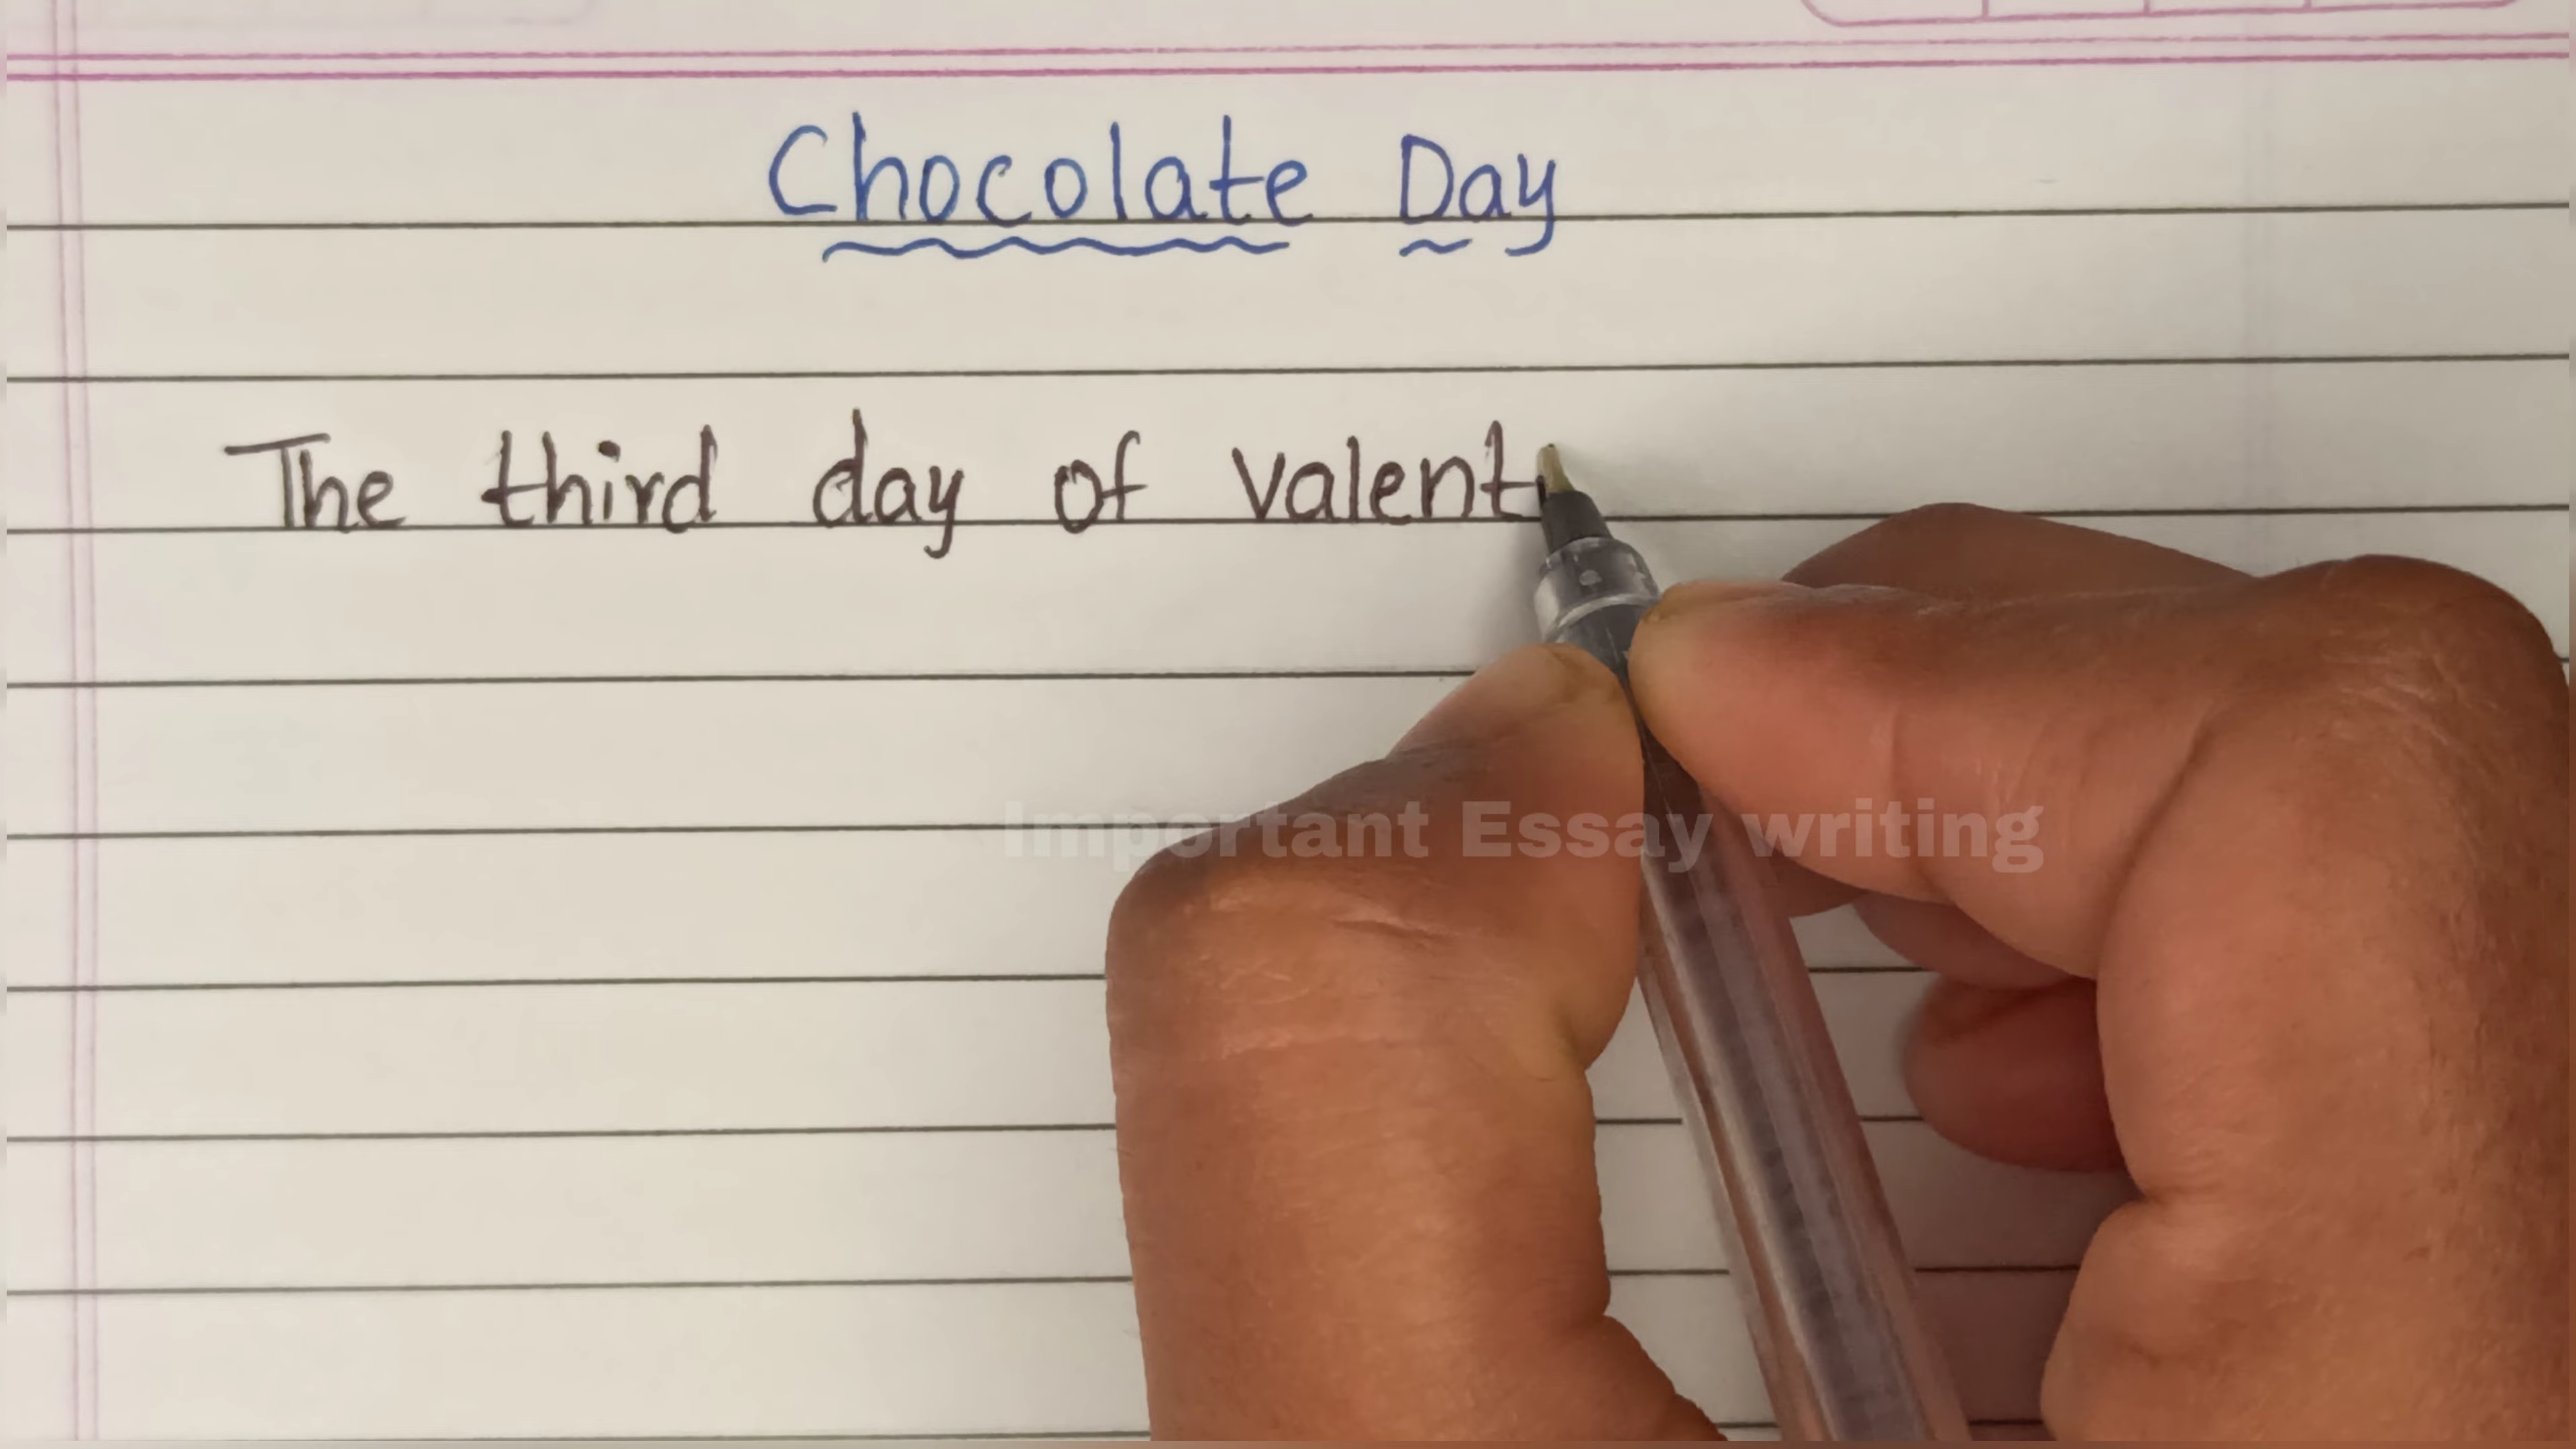 Chocolate Day
The third day of valent
Important Essay writing